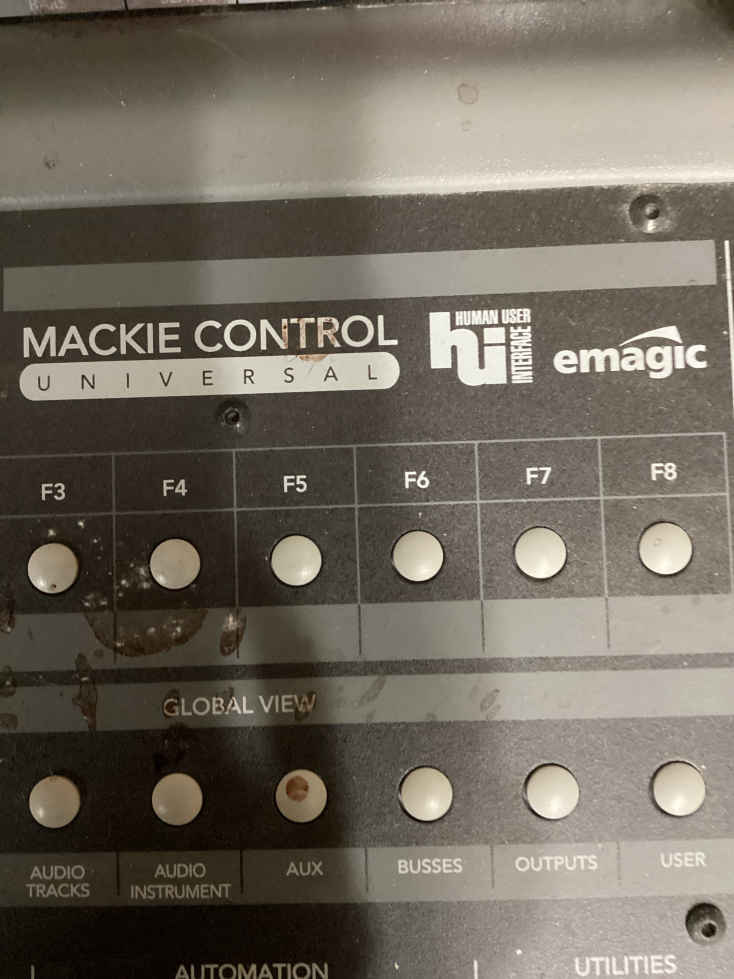 MACKIE CONTROL
UNIVERSAL
hui
HUMAN USER
INTERFACE
emagic
F3 F4 F5 F6 F7 F8
GLOBAL VIEW
AUDIO TRACKS
AUDIO INSTRUMENT
AUX
BUSSES
OUTPUTS
USER
AUTOMATION
UTILITIES